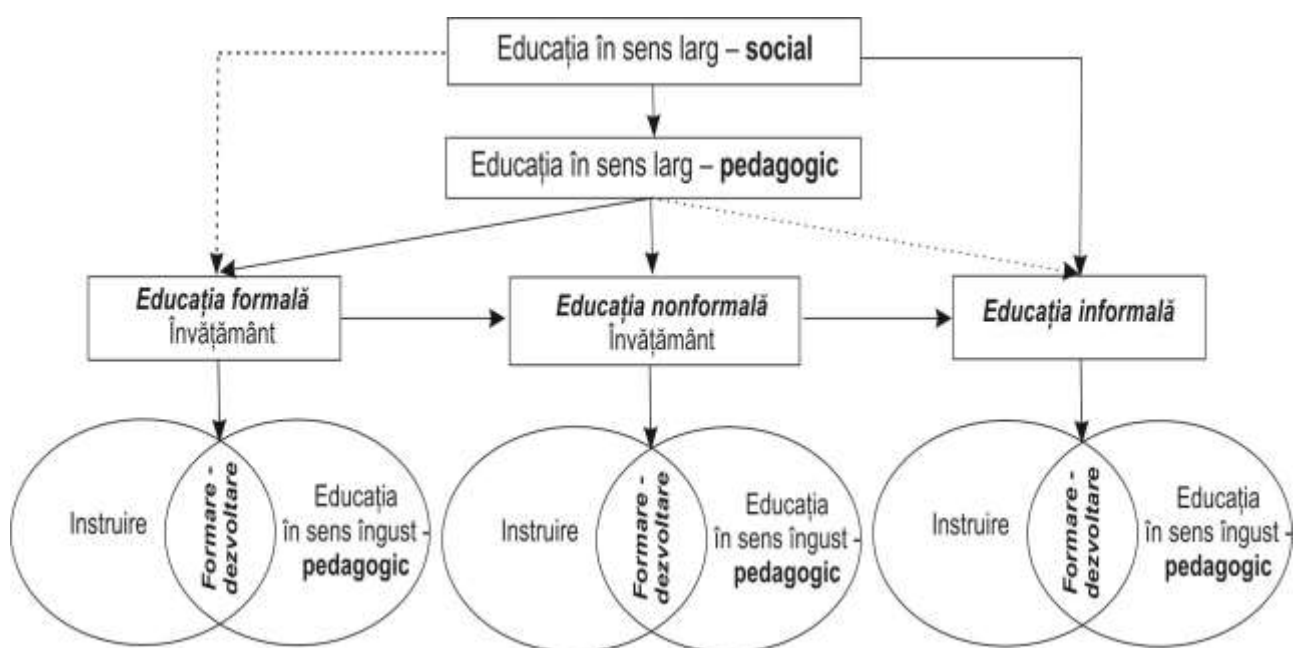 Educația în sens larg – social
Educația în sens larg – pedagogic
Educația formală
Învățământ
Educația nonformală
Învățământ
Educația informală
Instruire
Formare -
dezvoltare
Educația
în sens îngust -
pedagogic
Instruire
Formare -
dezvoltare
Educația
în sens îngust -
pedagogic
Instruire
Formare -
dezvoltare
Educația
în sens îngust -
pedagogic